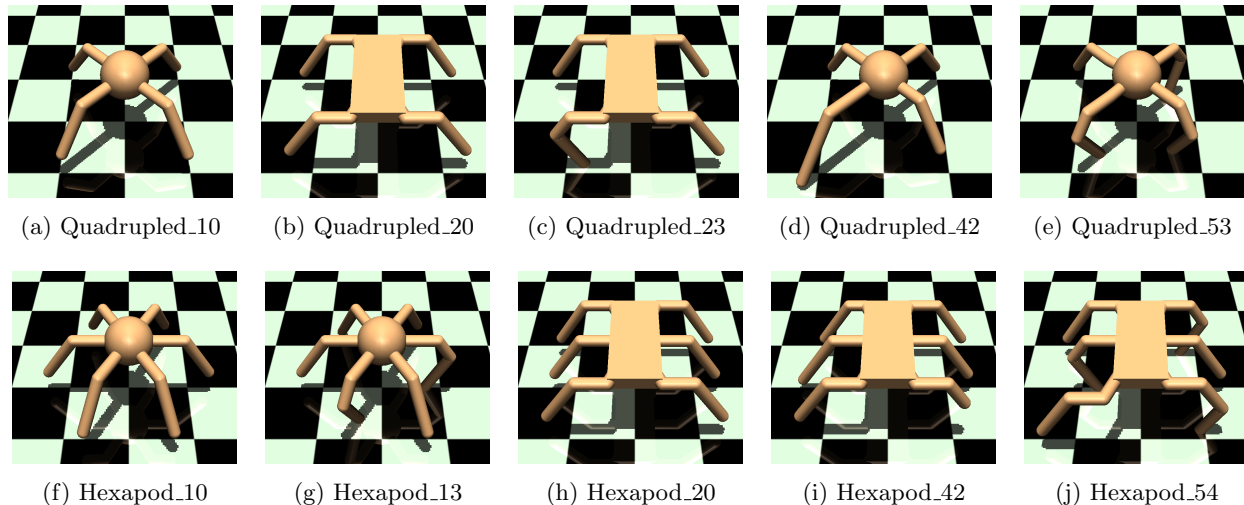 (a) Quadrupled_10
(b) Quadrupled_20
(c) Quadrupled_23
(d) Quadrupled_42
(e) Quadrupled_53
(f) Hexapod_10
(g) Hexapod_13
(h) Hexapod_20
(i) Hexapod_42
(j) Hexapod_54